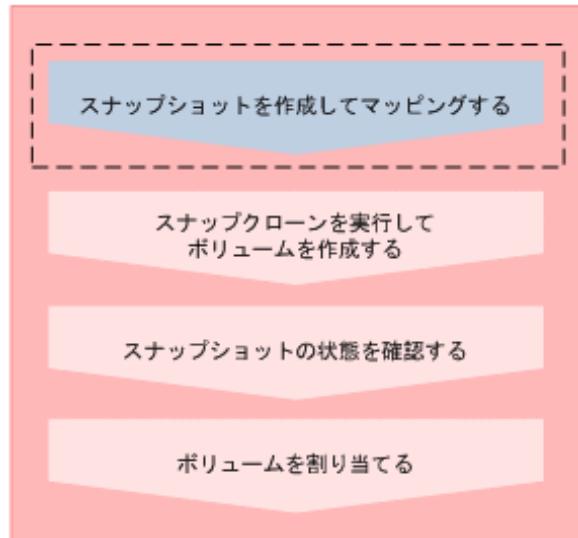 スナップショットを作成してマッピングする
スナップクローンを実行して
ボリュームを作成する
スナップショットの状態を確認する
ボリュームを割り当てる